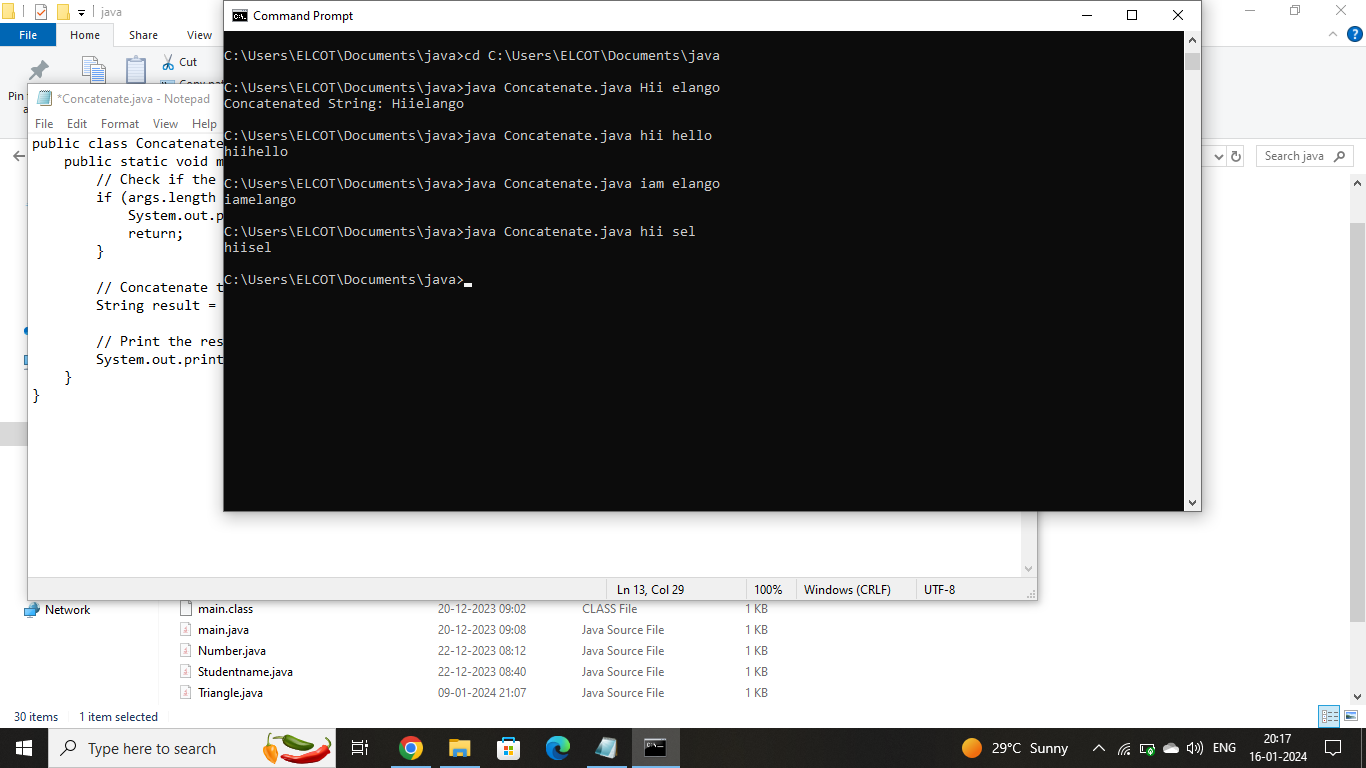 java
Command Prompt
File
Home
Share
View
Cut
Pin
*Concatenate.java - Notepad
File Edit Format View Help
public class Concatenate
public static void m
// Check if the
if (args.length
System.out.p
return;
}
// Concatenate t
String result =
// Print the res
System.out.print
}
}
C:\Users\ELCOT\Documents\java>cd C:\Users\ELCOT\Documents\java
C:\Users\ELCOT\Documents\java>java Concatenate.java Hii elango
Concatenated String: Hiielango
C:\Users\ELCOT\Documents\java>java Concatenate.java hii hello
hiihello
C:\Users\ELCOT\Documents\java>java Concatenate.java iam elango
iamelango
C:\Users\ELCOT\Documents\java>java Concatenate.java hii sel
hiisel
C:\Users\ELCOT\Documents\java>
Search java
Ln 13, Col 29
100%
Windows (CRLF)
UTF-8
Network
main.class 20-12-2023 09:02 CLASS File 1 KB
main.java 20-12-2023 09:08 Java Source File 1 KB
Number.java 22-12-2023 08:12 Java Source File 1 KB
Studentname.java 22-12-2023 08:40 Java Source File 1 KB
Triangle.java 09-01-2024 21:07 Java Source File 1 KB
30 items 1 item selected
Type here to search
29°C Sunny
ENG
20:17
16-01-2024